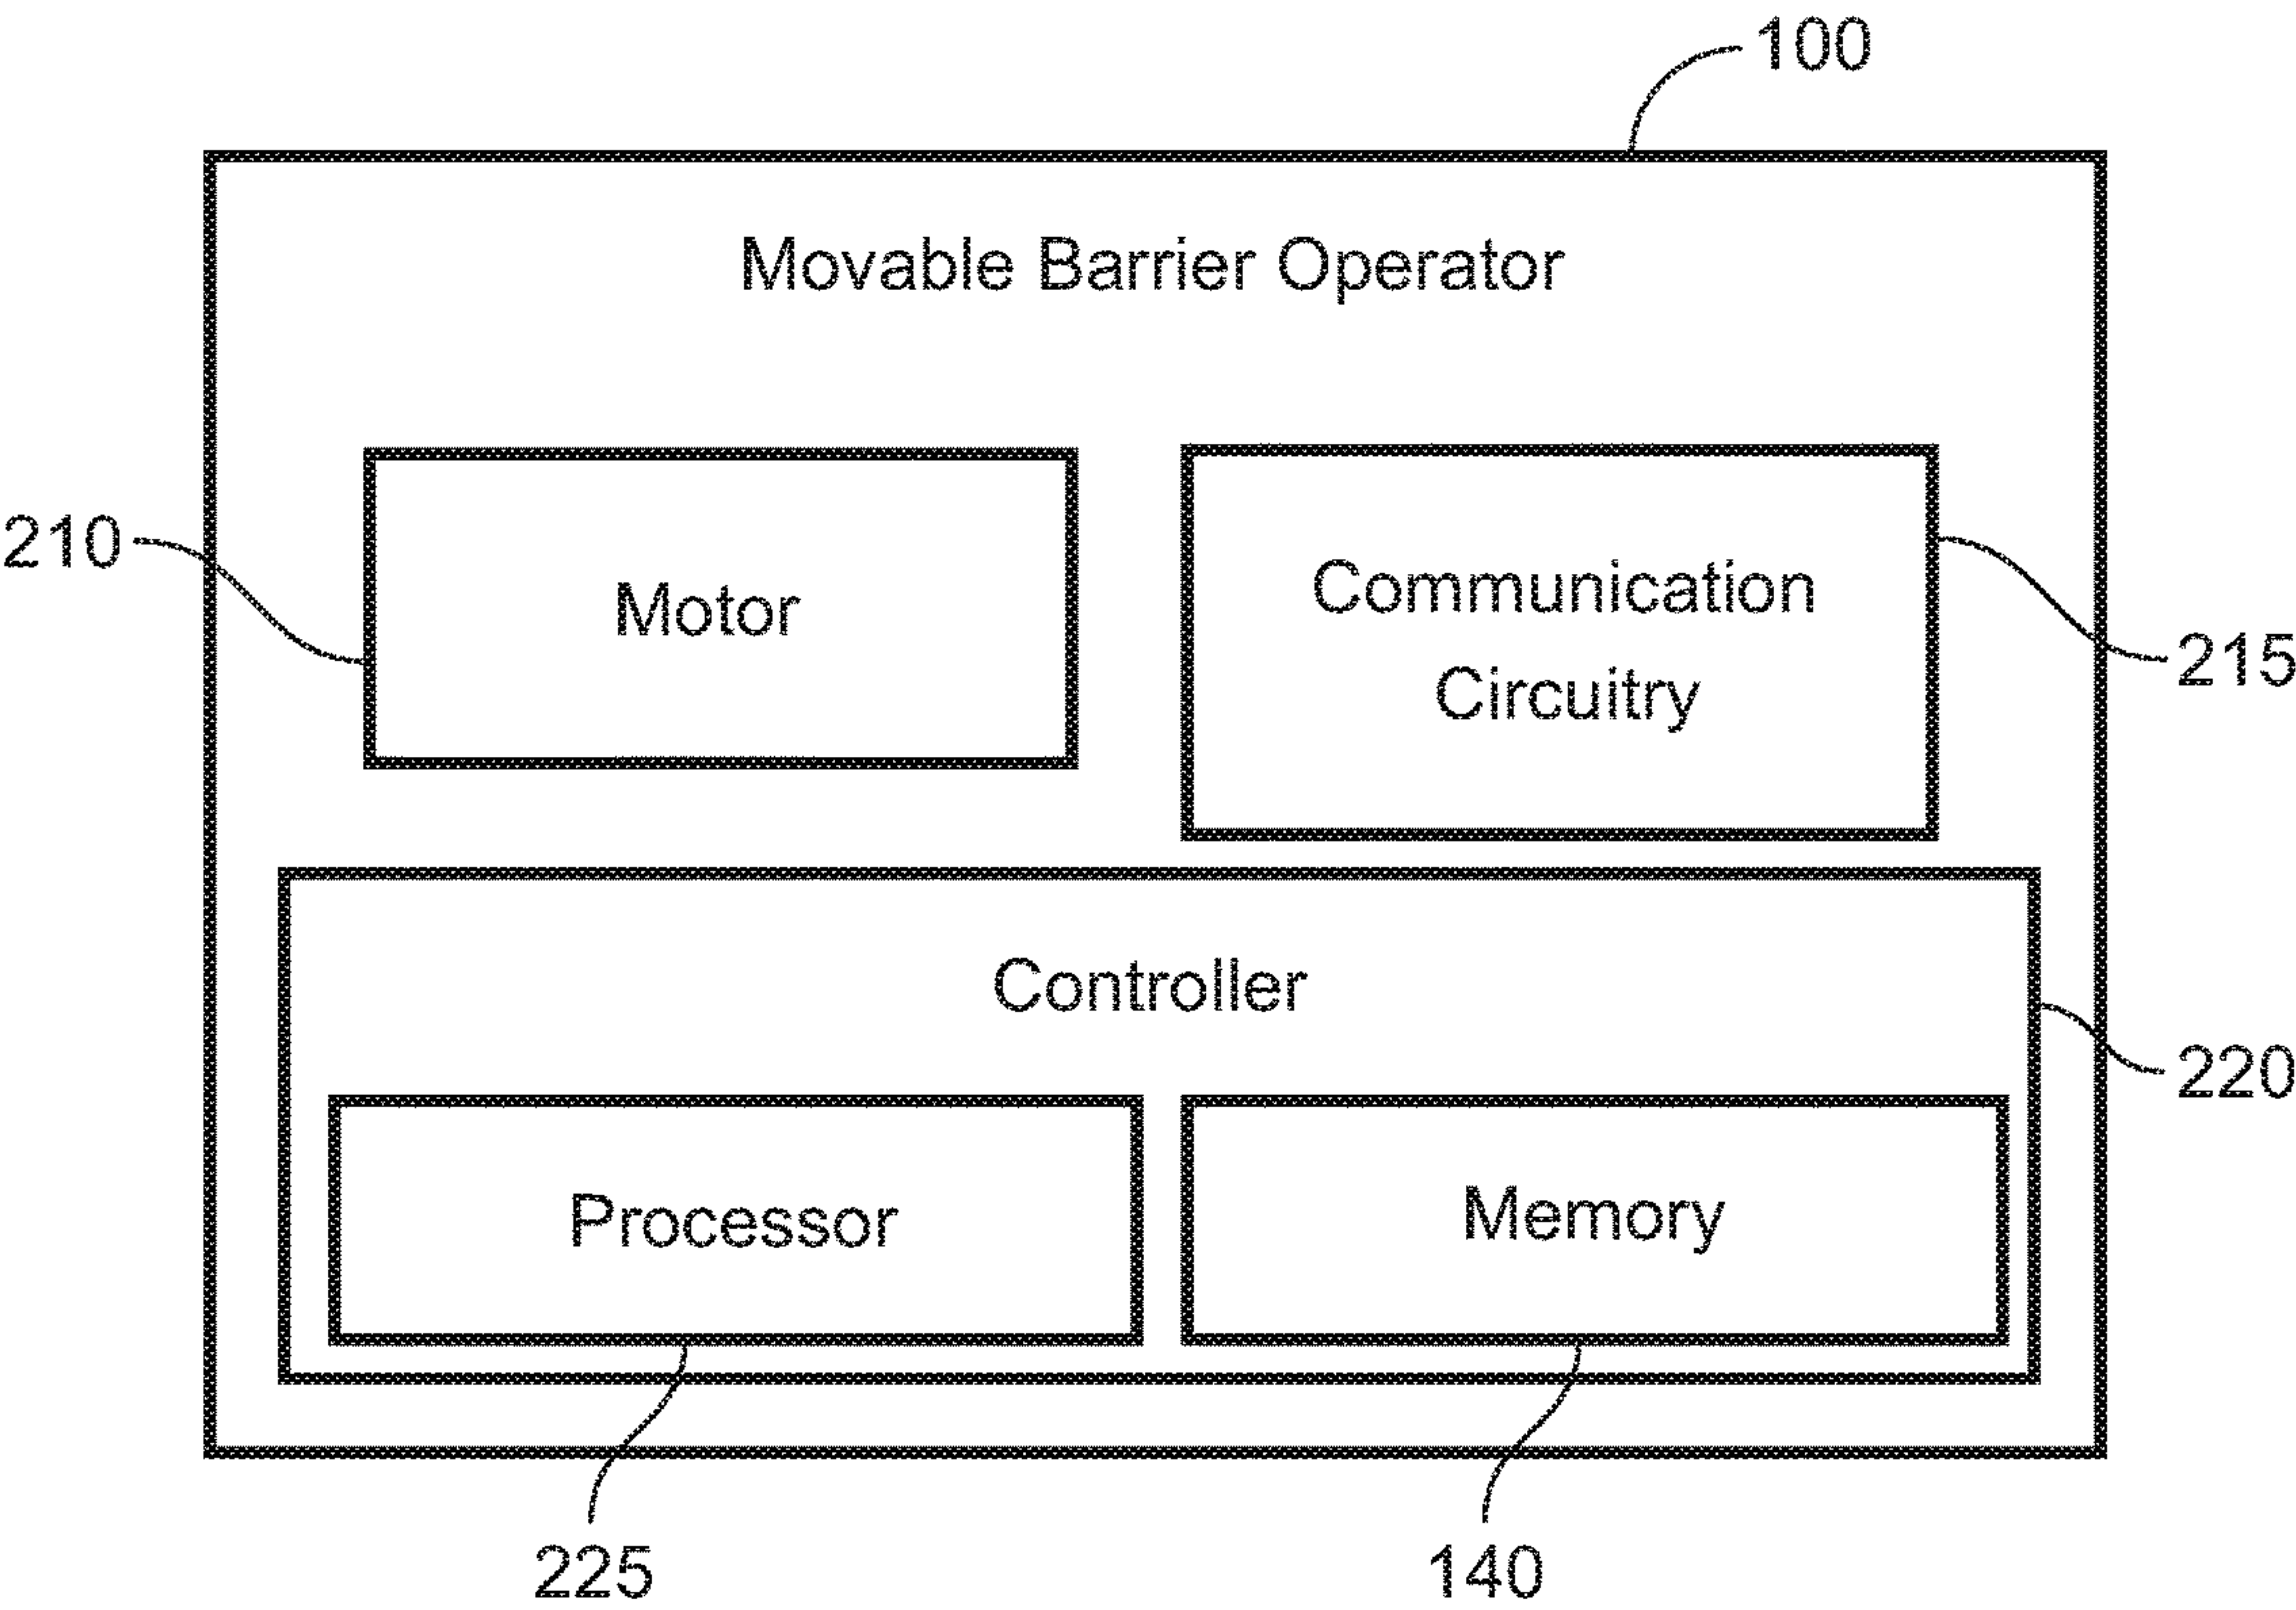 100
Movable Barrier Operator
210
Motor
Communication
Circuitry
215
Controller
220
Processor
Memory
225
140